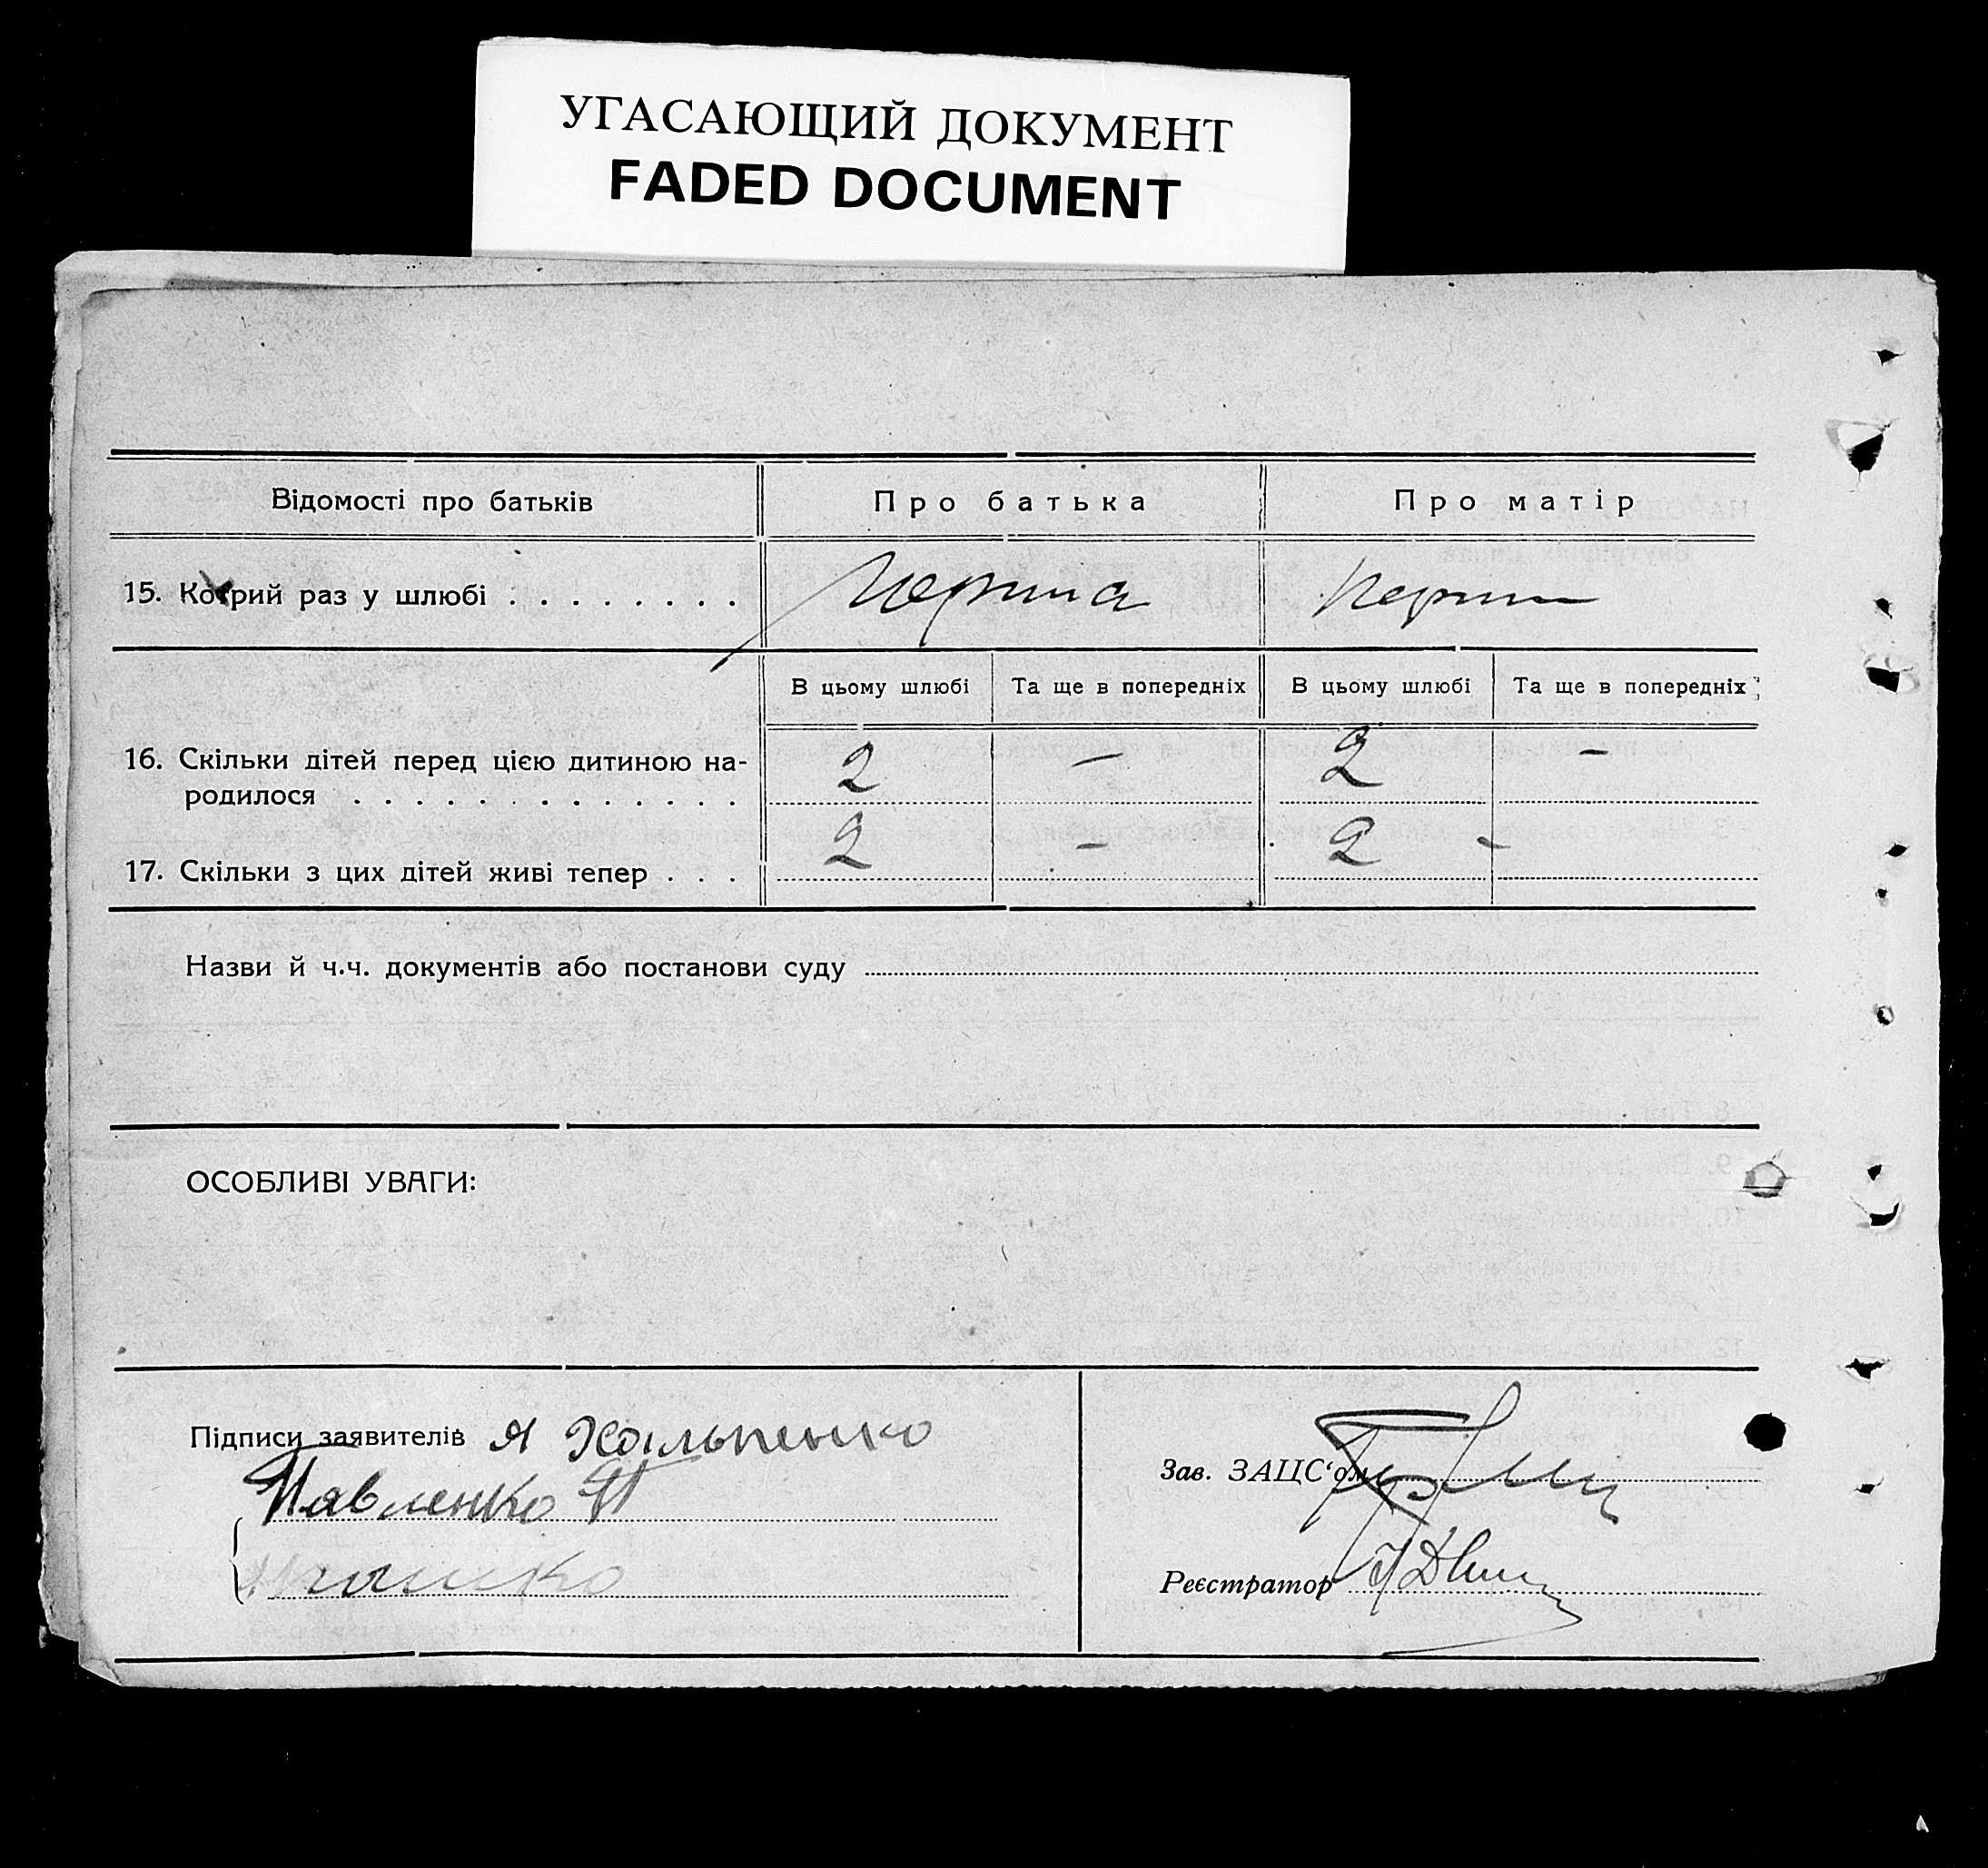 УГАСАЮЩИЙ ДОКУМЕНТ
FADED DOCUMENT
Відомості про батьків Про батька Про матір
15. Котрий раз у шлюбі . . . . . . . . Перша Перши
В цьому шлюбі Та ще в попередніх В цьому шлюбі Та ще в попередніх
16. Скільки дітей перед цією дитиною на-
родилося . . . . . . . . . . . . . 2 — 2 —
17. Скільки з цих дітей живі тепер . . . 2 - 2 -
Назви й ч.ч. документів або постанови суду
ОСОБЛИВІ УВАГИ:
Підписи заявителів Я
Павленко П
Зав. ЗАЦС‘ом
Реєстратор